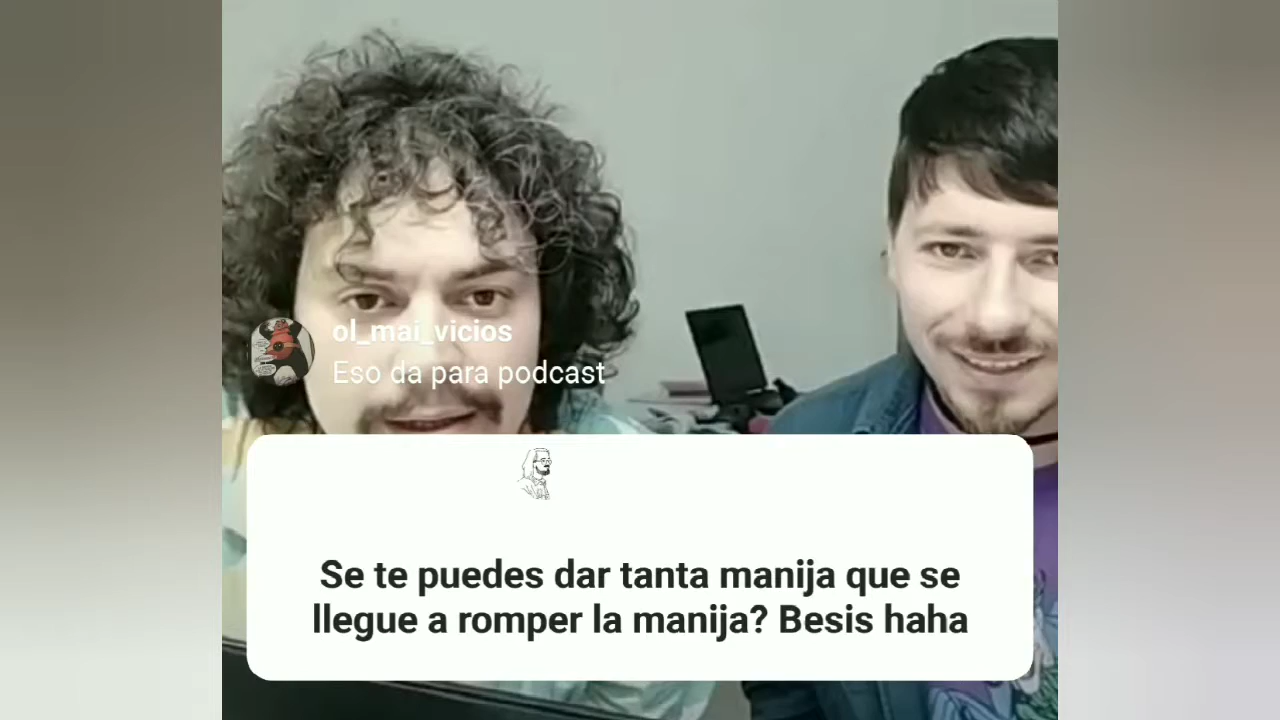 ol_mai_vicios
Eso da para podcast
Se te puedes dar tanta manija que se
llegue a romper la manija? Besis haha